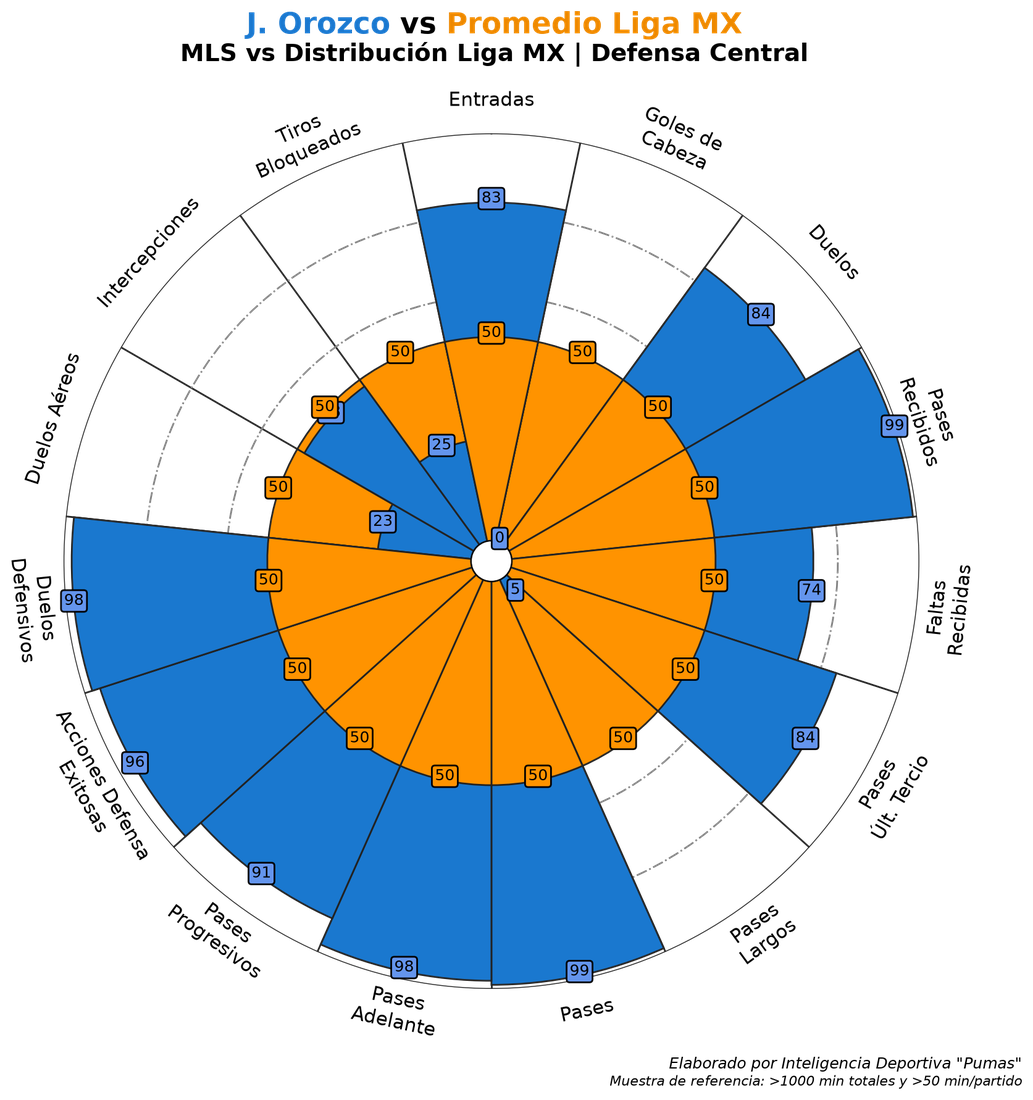 J. Orozco vs Promedio Liga MX
MLS vs Distribución Liga MX | Defensa Central
Entradas
Goles de
Cabeza
Duelos
Pases
Recibidos
Faltas
Recibidas
Pases
Últ. Tercio
Pases
Largos
Pases
Pases
Adelante
Pases
Progresivos
Acciones Defensa
Exitosas
Duelos
Defensivos
Duelos Aéreos
Intercepciones
Tiros
Bloqueados
83
50
0
50
84
50
99
50
74
50
84
50
5
50
99
50
98
50
91
50
96
50
98
50
23
50
50
25
50
Elaborado por Inteligencia Deportiva "Pumas"
Muestra de referencia: >1000 min totales y >50 min/partido